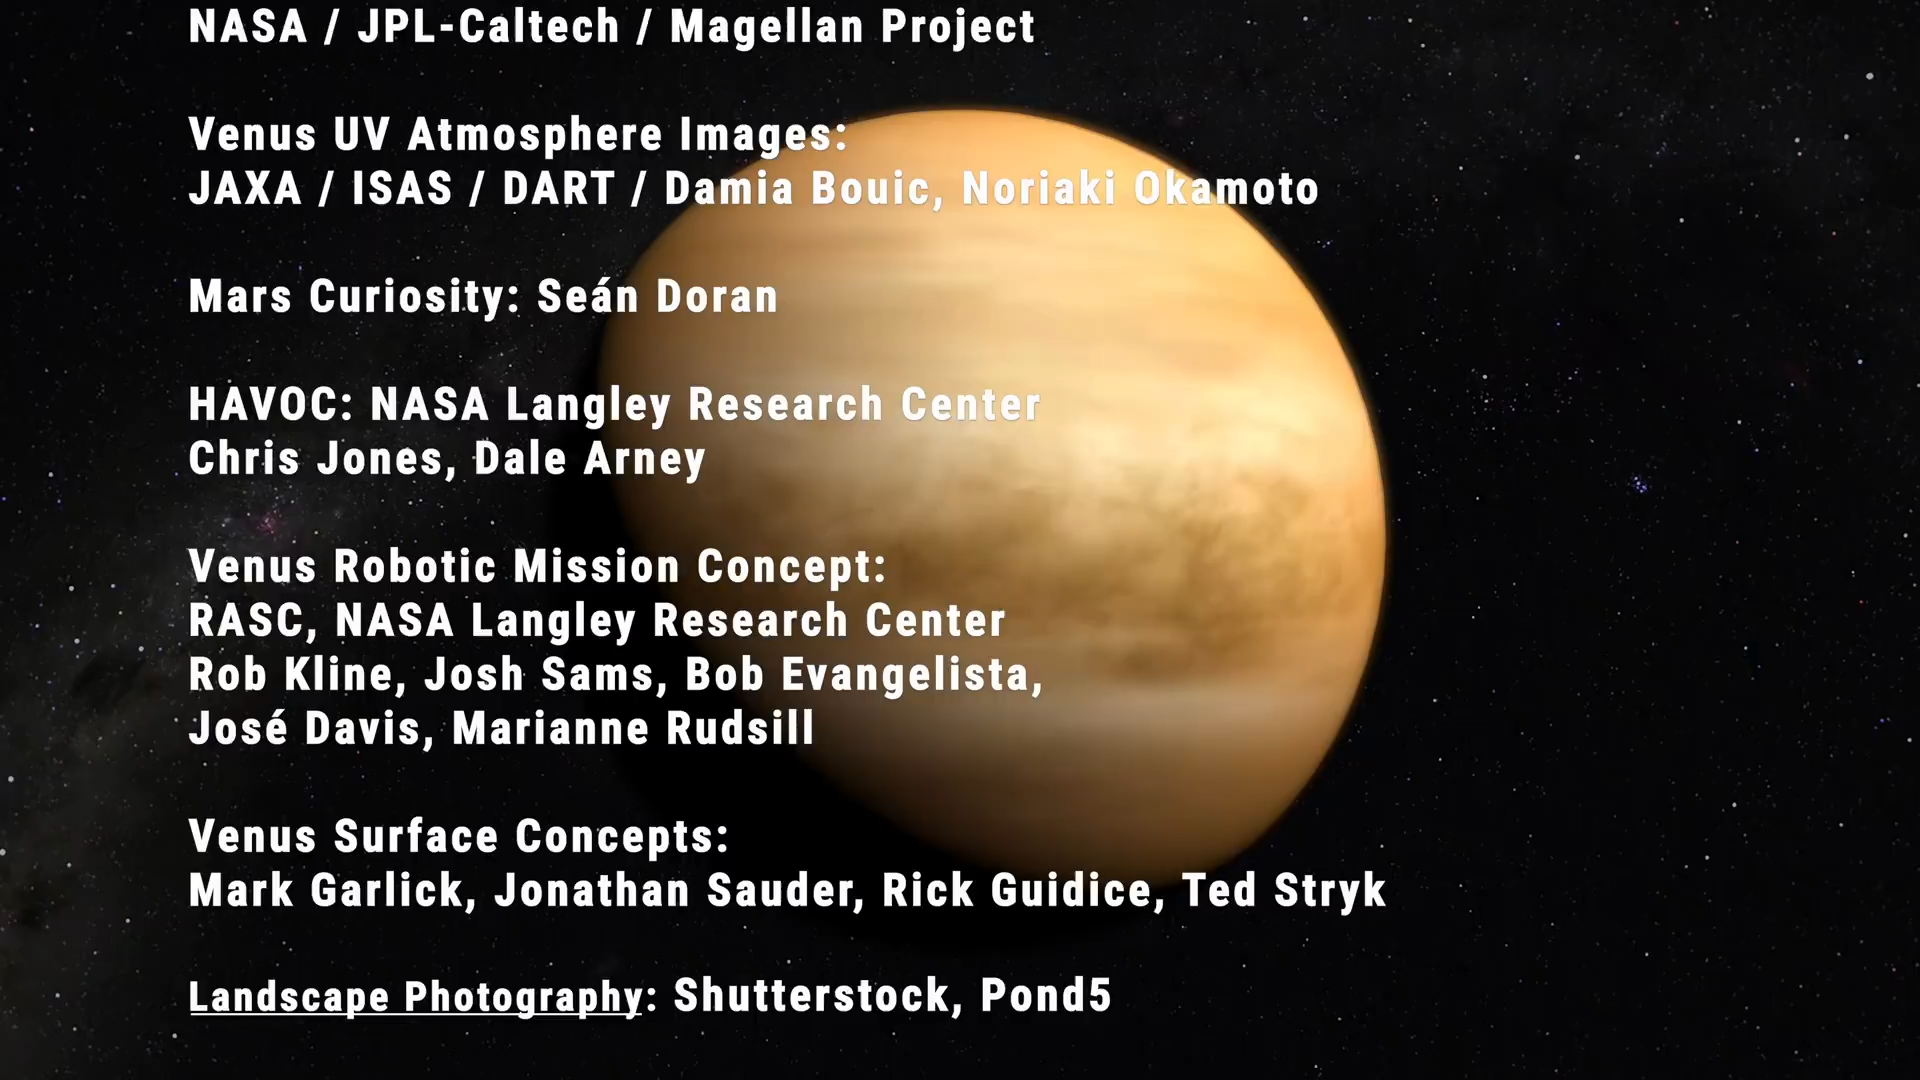 NASA / JPL-Caltech / Magellan Project
Venus UV Atmosphere Images:
JAXA / ISAS / DART / Damia Bouic, Noriaki Okamoto
Mars Curiosity: Seán Doran
HAVOC: NASA Langley Research Center
Chris Jones, Dale Arney
Venus Robotic Mission Concept:
RASC, NASA Langley Research Center
Rob Kline, Josh Sams, Bob Evangelista,
José Davis, Marianne Rudsill
Venus Surface Concepts:
Mark Garlick, Jonathan Sauder, Rick Guidice, Ted Stryk
Landscape Photography: Shutterstock, Pond5